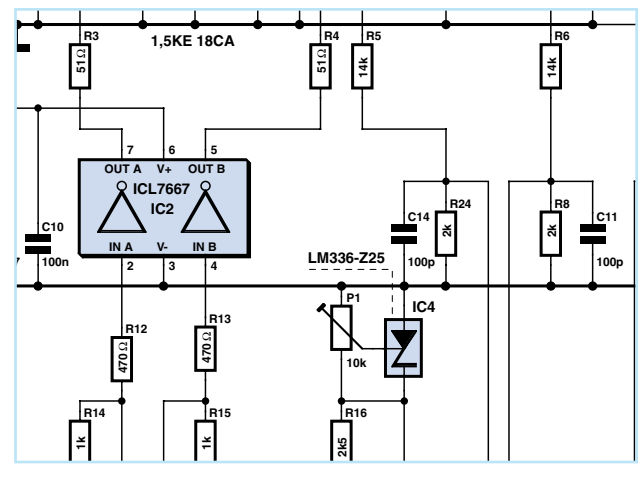 R3
1,5KE 18CA
R4
R5
R6
51Ω
51Ω
14k
14k
7
6
5
OUT A
V+
OUT B
ICL7667
IC2
IN A
V-
IN B
2
3
4
C10
100n
C14
100p
R24
2k
R8
2k
C11
100p
LM336-Z25
P1
10k
IC4
R12
470Ω
R13
470Ω
R14
1k
R15
1k
R16
2k5